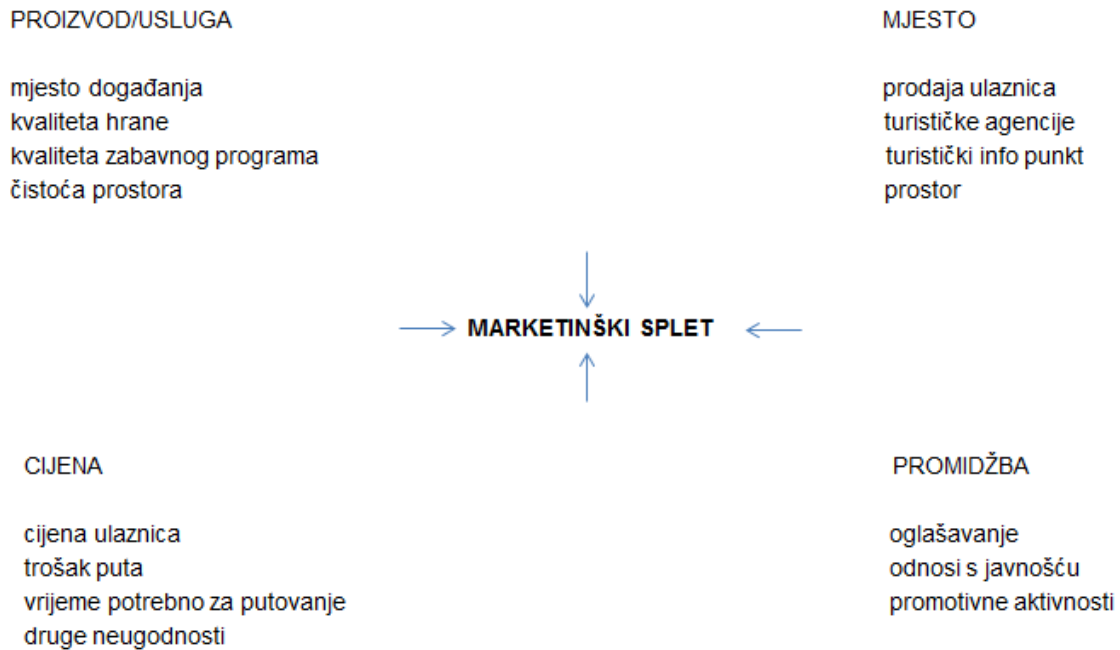 PROIZVOD/USLUGA
mjesto događanja
kvaliteta hrane
kvaliteta zabavnog programa
čistoća prostora
MJESTO
prodaja ulaznica
turističke agencije
turistički info punkt
prostor
MARKETINŠKI SPLET
CIJENA
cijena ulaznica
trošak puta
vrijeme potrebno za putovanje
druge neugodnosti
PROMIDŽBA
oglašavanje
odnosi s javnošću
promotivne aktivnosti